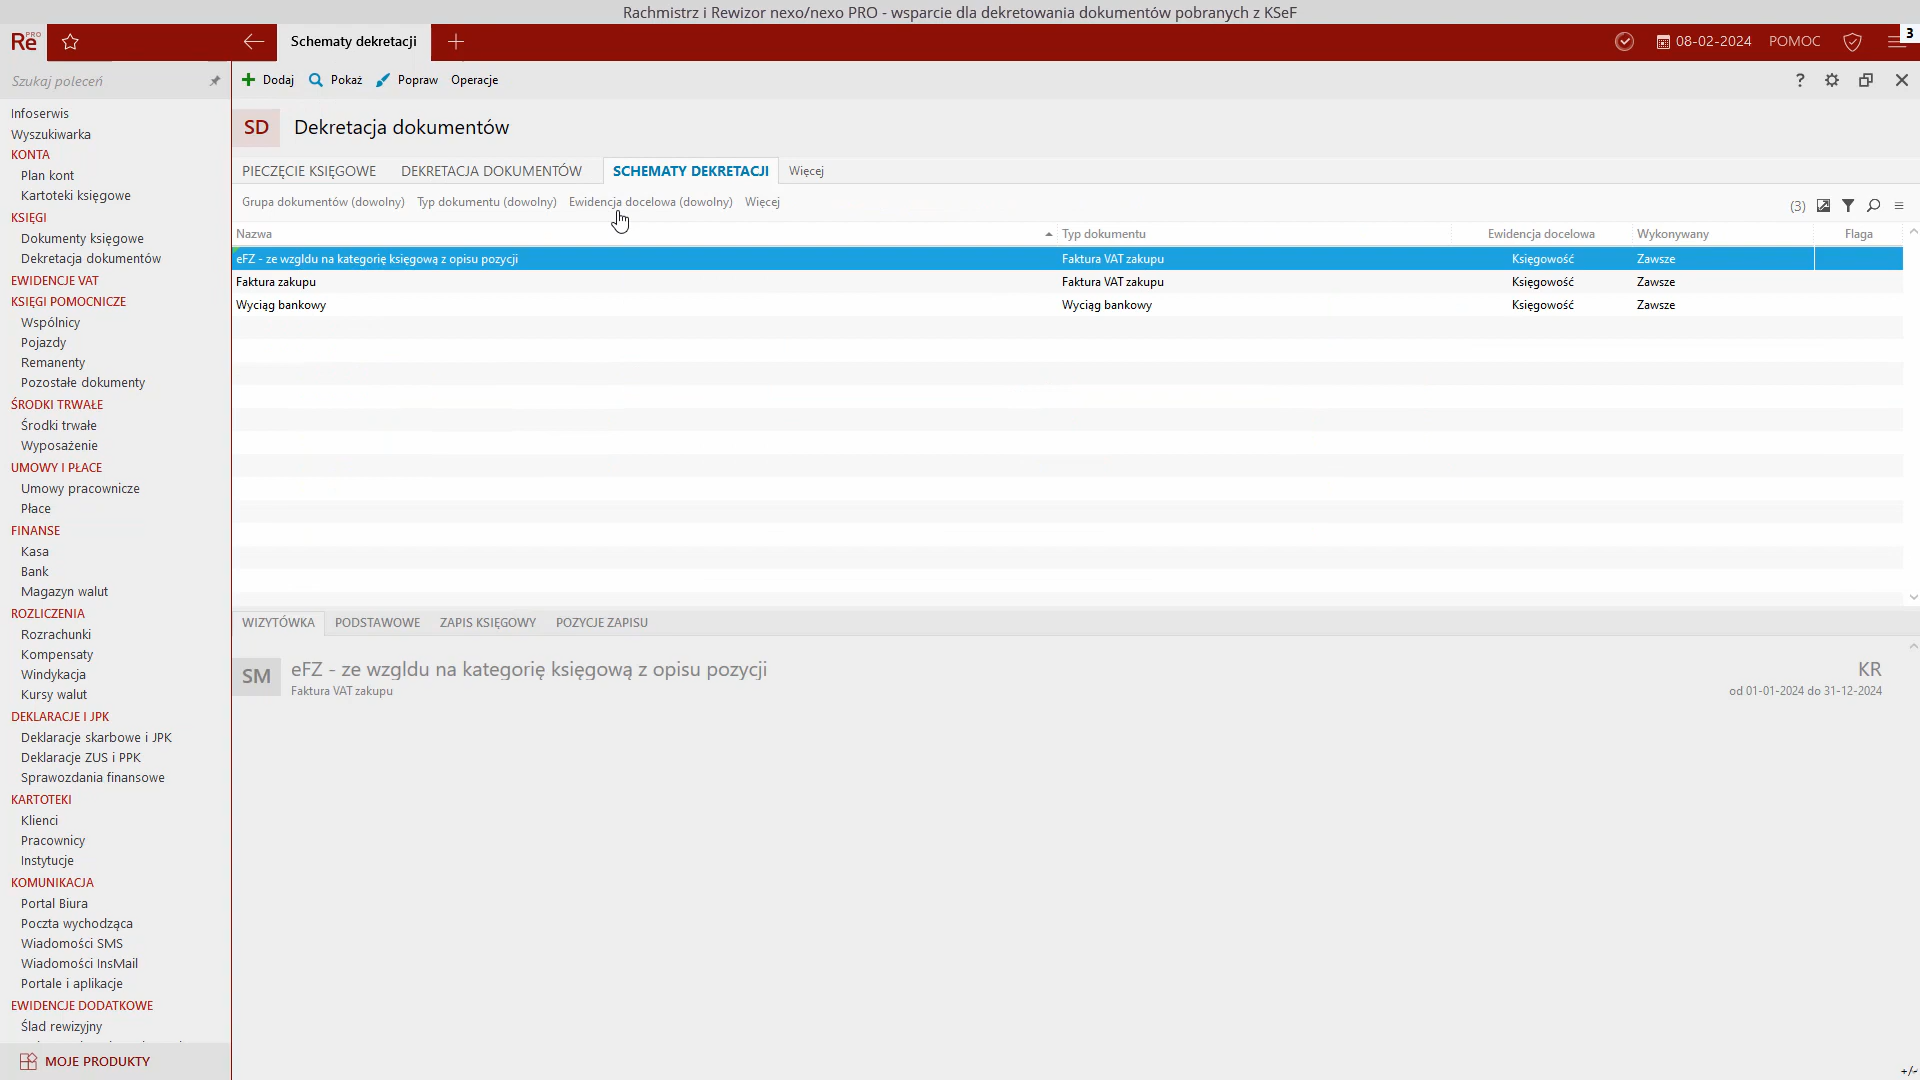 Rachmistrz i Rewizor nexo/nexo PRO - wsparcie dla dekretowania dokumentów pobranych z KSeF
Re PRO
Schematy dekretacji
08-02-2024
POMOC
3
Szukaj poleceń
Infoserwis
Wyszukiwarka
KONTA
Plan kont
Kartoteki księgowe
KSIĘGI
Dokumenty księgowe
Dekretacja dokumentów
EWIDENCJE VAT
KSIĘGI POMOCNICZE
Wspólnicy
Pojazdy
Remanenty
Pozostałe dokumenty
ŚRODKI TRWAŁE
Środki trwałe
Wyposażenie
UMOWY I PŁACE
Umowy pracownicze
Płace
FINANSE
Kasa
Bank
Magazyn walut
ROZLICZENIA
Rozrachunki
Kompensaty
Windykacja
Kursy walut
DEKLARACJE I JPK
Deklaracje skarbowe i JPK
Deklaracje ZUS i PPK
Sprawozdania finansowe
KARTOTEKI
Klienci
Pracownicy
Instytucje
KOMUNIKACJA
Portal Biura
Poczta wychodząca
Wiadomości SMS
Wiadomości InsMail
Portale i aplikacje
EWIDENCJE DODATKOWE
Ślad rewizyjny
MOJE PRODUKTY
Dodaj Pokaż Popraw Operacje
?
SD Dekretacja dokumentów
PIECZĘCIE KSIĘGOWE DEKRETACJA DOKUMENTÓW SCHEMATY DEKRETACJI Więcej
Grupa dokumentów (dowolny) Typ dokumentu (dowolny) Ewidencja docelowa (dowolny) Więcej
(3)
Nazwa Typ dokumentu Ewidencja docelowa Wykonywany Flaga
eFZ - ze wzgldu na kategorię księgową z opisu pozycji Faktura VAT zakupu Księgowość Zawsze
Faktura zakupu Faktura VAT zakupu Księgowość Zawsze
Wyciąg bankowy Wyciąg bankowy Księgowość Zawsze
WIZYTÓWKA PODSTAWOWE ZAPIS KSIĘGOWY POZYCJE ZAPISU
SM eFZ - ze wzgldu na kategorię księgową z opisu pozycji KR
Faktura VAT zakupu od 01-01-2024 do 31-12-2024
+/-